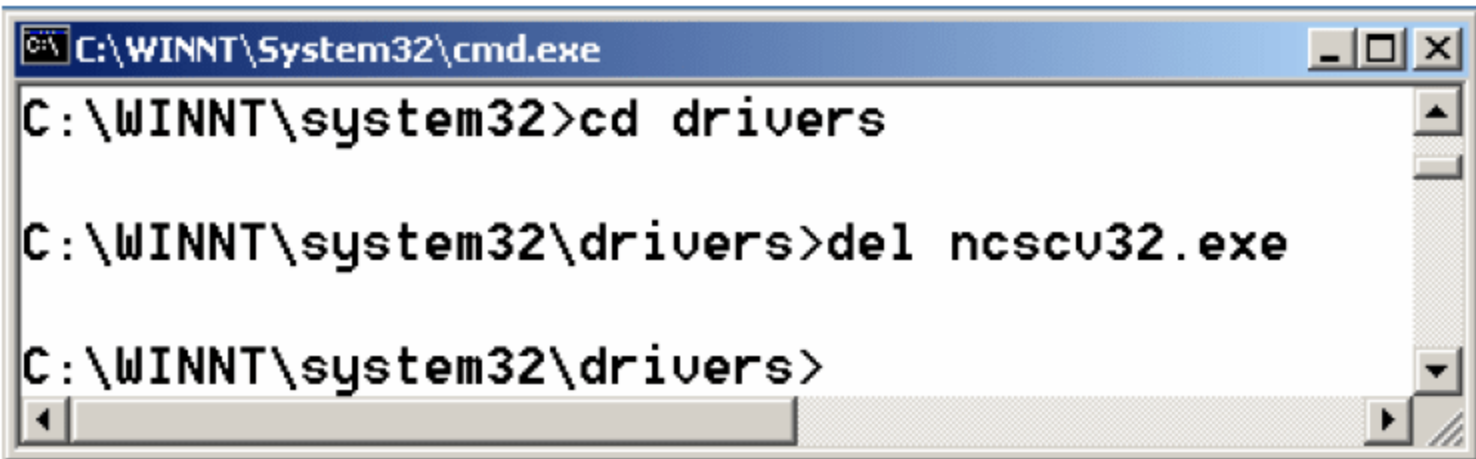 C:\WINNT\System32\cmd.exe
C:\WINNT\system32>cd drivers
C:\WINNT\system32\drivers>del ncscv32.exe
C:\WINNT\system32\drivers>